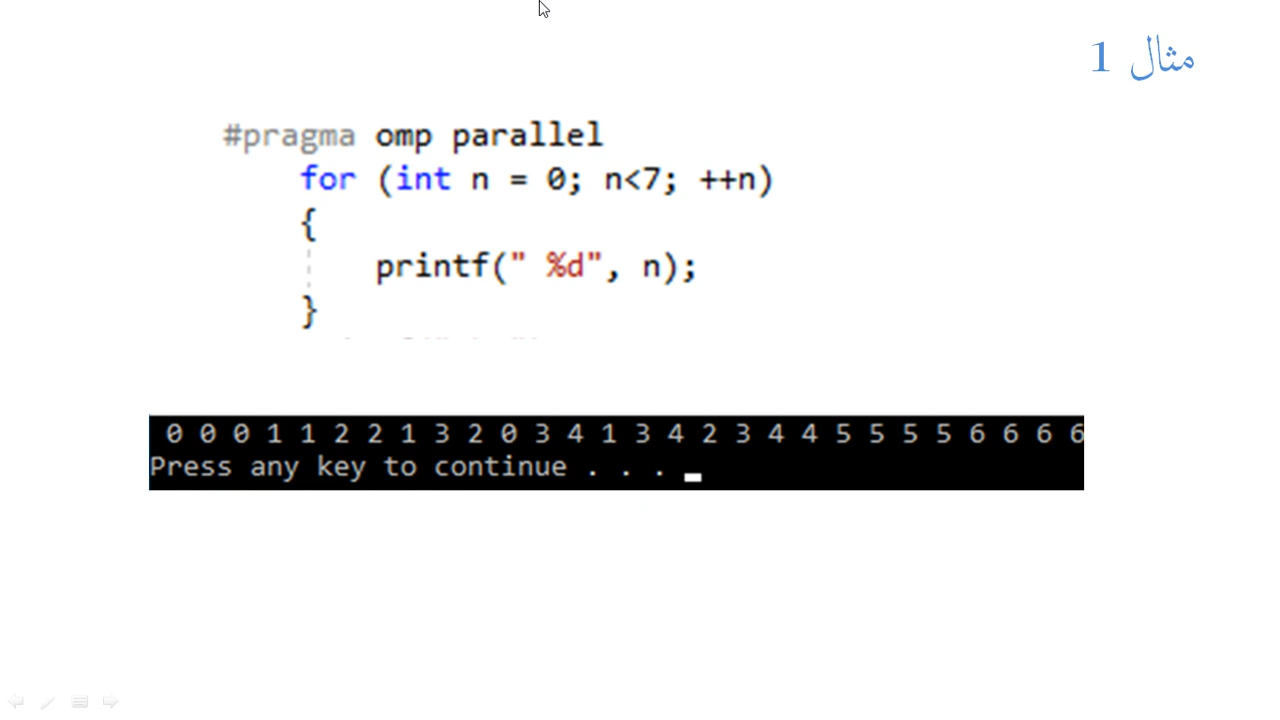 مثال 1
#pragma omp parallel
for (int n = 0; n<7; ++n)
{
printf(" %d", n);
}
0 0 0 1 1 2 2 1 3 2 0 3 4 1 3 4 2 3 4 4 5 5 5 5 6 6 6 6
Press any key to continue . . .